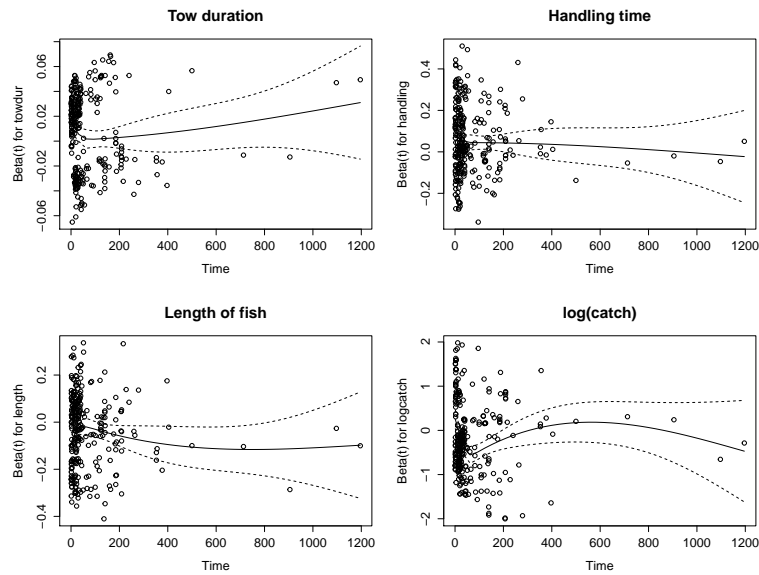 Tow duration
Beta(t) for towdur
−0.06 −0.02 0.02 0.06
0 200 400 600 800 1000 1200
Time
Handling time
Beta(t) for handling
−0.2 0.0 0.2 0.4
0 200 400 600 800 1000 1200
Time
Length of fish
Beta(t) for length
−0.4 −0.2 0.0 0.2
0 200 400 600 800 1000 1200
Time
log(catch)
Beta(t) for logcatch
−2 −1 0 1 2
0 200 400 600 800 1000 1200
Time